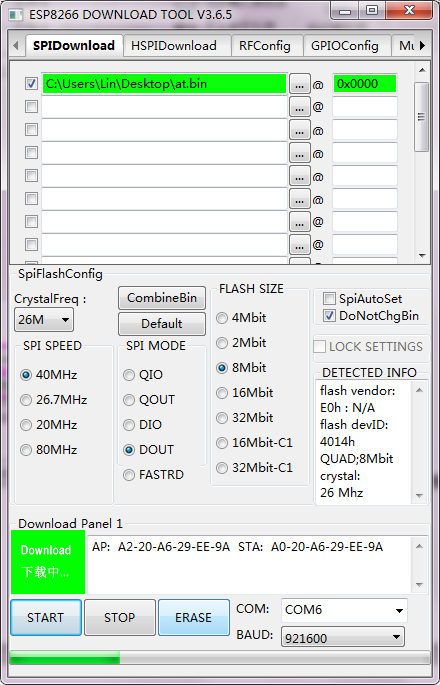 ESP8266 DOWNLOAD TOOL V3.6.5
SPIDownload HSPIDownload RFConfig GPIOConfig Mu
C:\Users\Lin\Desktop\at.bin ... @ 0x0000
... @
... @
... @
... @
... @
... @
... @
SpiFlashConfig
CrystalFreq :
26M
CombineBin
Default
SPI SPEED
40MHz
26.7MHz
20MHz
80MHz
SPI MODE
QIO
QOUT
DIO
DOUT
FASTRD
FLASH SIZE
4Mbit
2Mbit
8Mbit
16Mbit
32Mbit
16Mbit-C1
32Mbit-C1
SpiAutoSet
DoNotChgBin
LOCK SETTINGS
DETECTED INFO
flash vendor:
E0h : N/A
flash devID:
4014h
QUAD;8Mbit
crystal:
26 Mhz
Download Panel 1
Download
下载中...
AP: A2-20-A6-29-EE-9A STA: A0-20-A6-29-EE-9A
START STOP ERASE
COM: COM6
BAUD: 921600